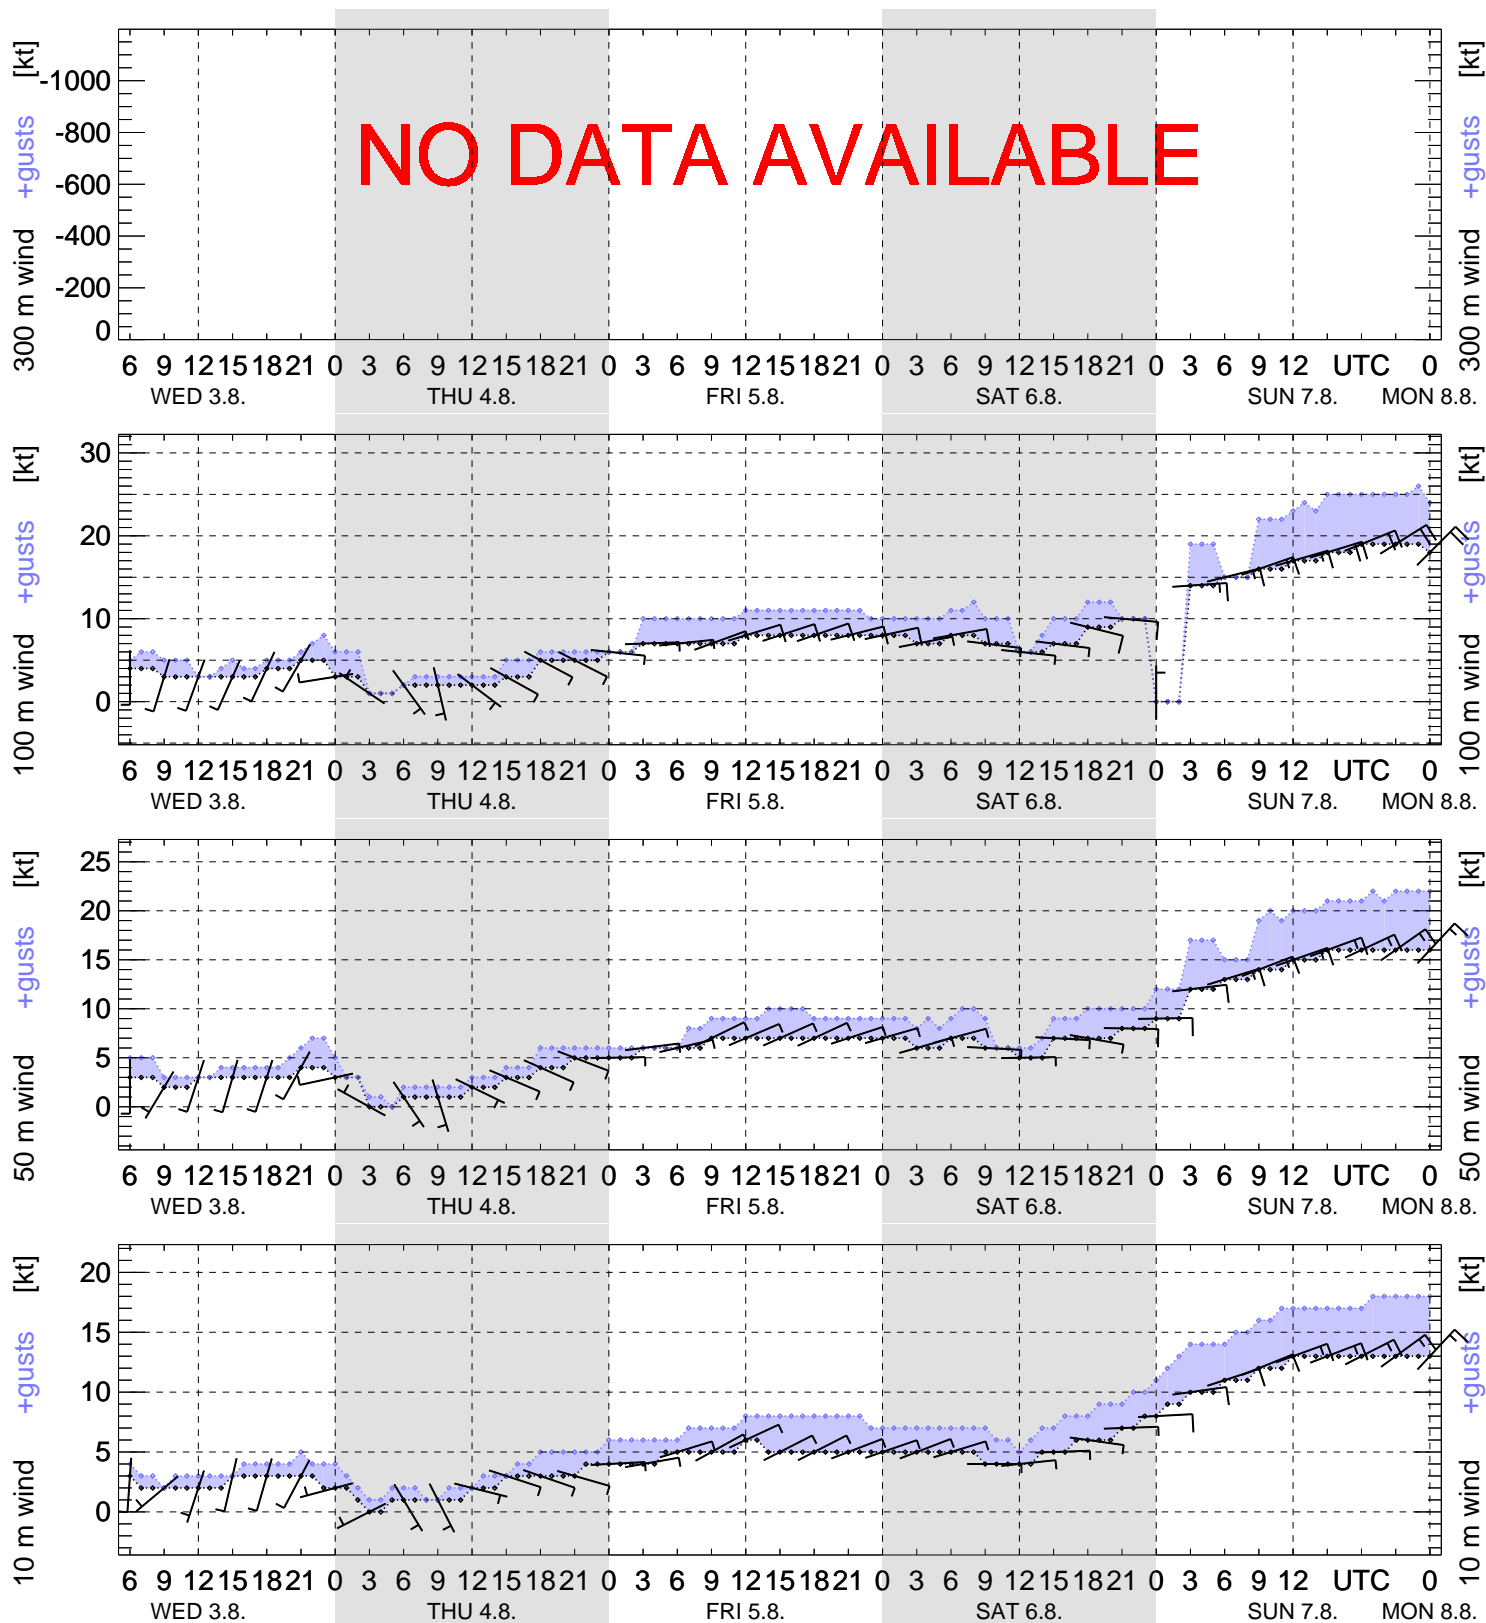 300 m wind +gusts [kt]
-1000
-800
-600
-400
-200
0
NO DATA AVAILABLE
300 m wind +gusts [kt]
6 9 12 15 18 21 0 3 6 9 12 15 18 21 0 3 6 9 12 15 18 21 0 3 6 9 12 15 18 21 0 3 6 9 12 UTC 0
WED 3.8. THU 4.8. FRI 5.8. SAT 6.8. SUN 7.8. MON 8.8.
100 m wind +gusts [kt]
30
20
10
0
100 m wind +gusts [kt]
6 9 12 15 18 21 0 3 6 9 12 15 18 21 0 3 6 9 12 15 18 21 0 3 6 9 12 15 18 21 0 3 6 9 12 UTC 0
WED 3.8. THU 4.8. FRI 5.8. SAT 6.8. SUN 7.8. MON 8.8.
50 m wind +gusts [kt]
25
20
15
10
5
0
50 m wind +gusts [kt]
6 9 12 15 18 21 0 3 6 9 12 15 18 21 0 3 6 9 12 15 18 21 0 3 6 9 12 15 18 21 0 3 6 9 12 UTC 0
WED 3.8. THU 4.8. FRI 5.8. SAT 6.8. SUN 7.8. MON 8.8.
10 m wind +gusts [kt]
20
15
10
5
0
10 m wind +gusts [kt]
6 9 12 15 18 21 0 3 6 9 12 15 18 21 0 3 6 9 12 15 18 21 0 3 6 9 12 15 18 21 0 3 6 9 12 UTC 0
WED 3.8. THU 4.8. FRI 5.8. SAT 6.8. SUN 7.8. MON 8.8.